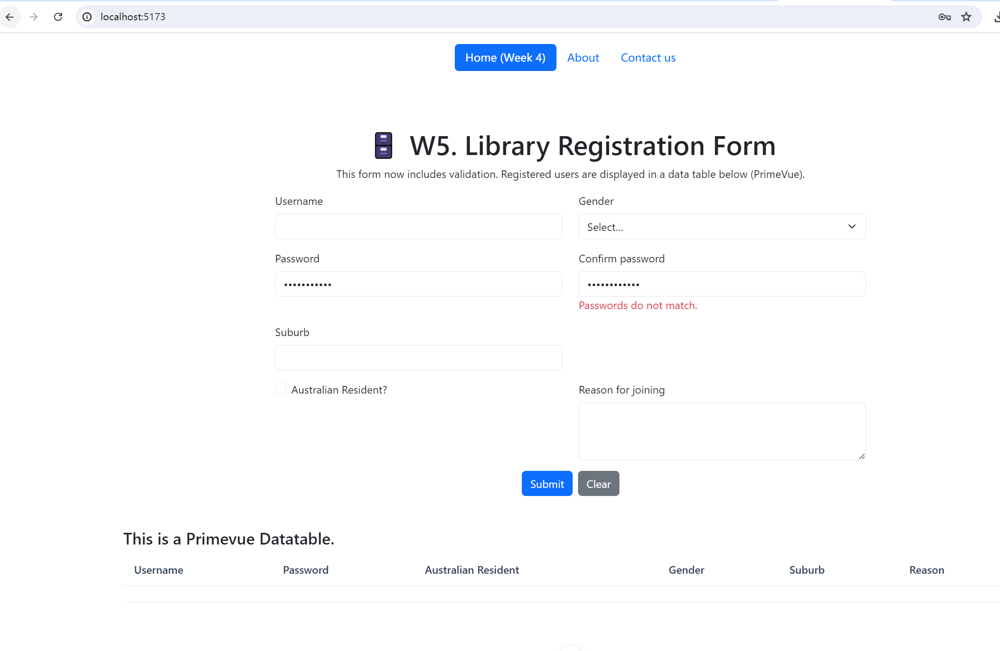 localhost:5173
Home (Week 4) About Contact us
W5. Library Registration Form
This form now includes validation. Registered users are displayed in a data table below (PrimeVue).
Username Gender
Select...
Password Confirm password
••••••••••• ••••••••••••
Passwords do not match.
Suburb
Australian Resident? Reason for joining
Submit Clear
This is a Primevue Datatable.
Username Password Australian Resident Gender Suburb Reason